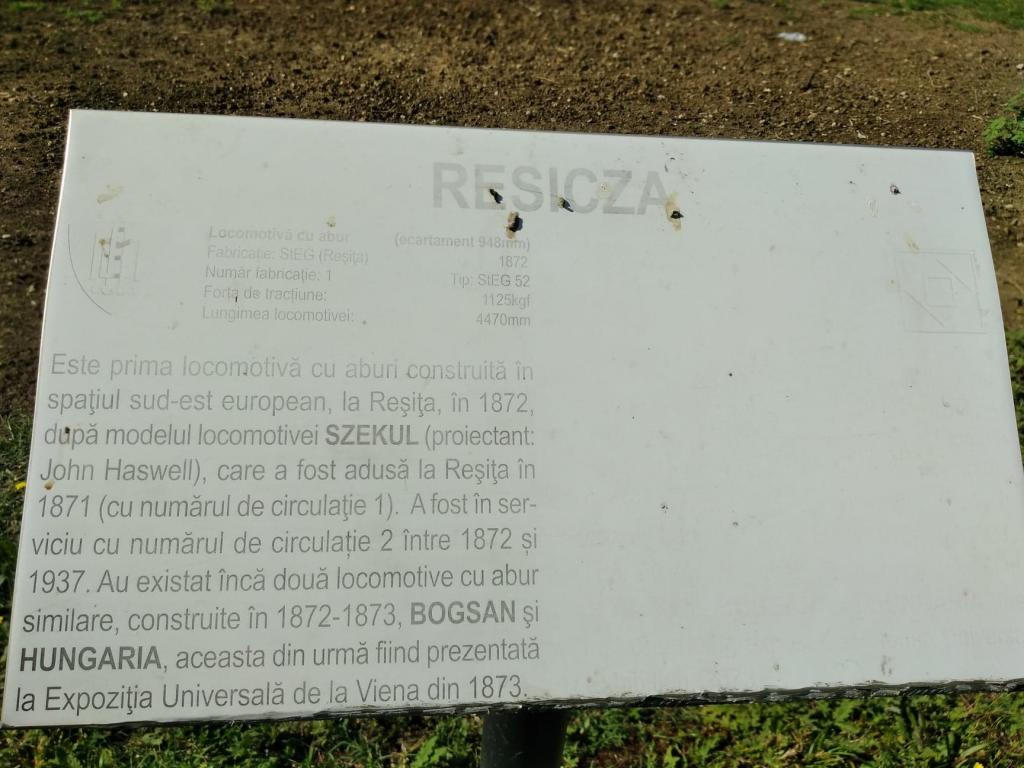 RESICZA
Locomotivă cu abur (ecartament 948mm)
Fabricaţie: StEG (Reşiţa) 1872
Număr fabricaţie: 1 Tip: StEG 52
Forţa de tracţiune: 1125kgf
Lungimea locomotivei: 4470mm
Este prima locomotivă cu aburi construită în
spaţiul sud-est european, la Reşiţa, în 1872,
după modelul locomotivei SZEKUL (proiectant:
John Haswell), care a fost adusă la Reşiţa în
1871 (cu numărul de circulaţie 1). A fost în ser-
viciu cu numărul de circulație 2 între 1872 și
1937. Au existat încă două locomotive cu abur
similare, construite în 1872-1873, BOGSAN şi
HUNGARIA, aceasta din urmă fiind prezentată
la Expoziţia Universală de la Viena din 1873.